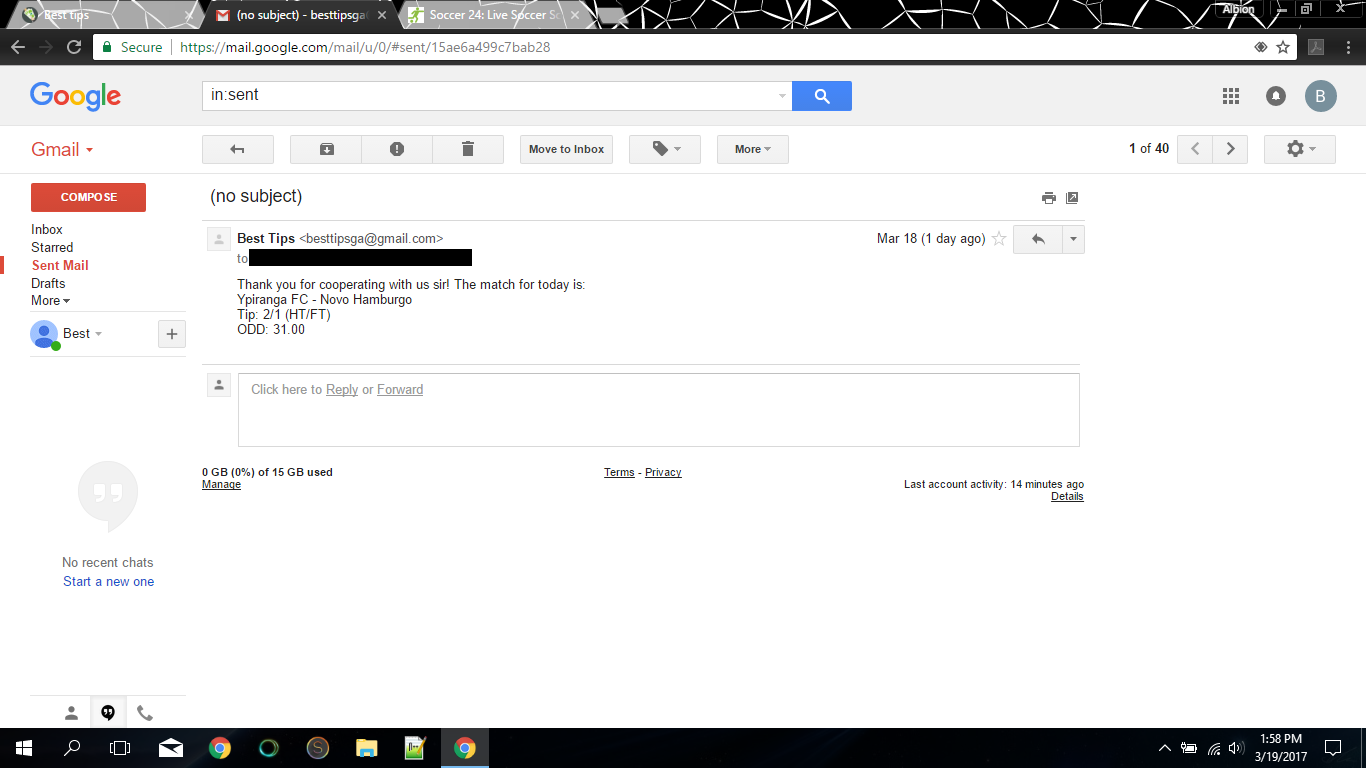 Best tips
(no subject) - besttipsga
Soccer 24: Live Soccer Sc
Albion
Secure
https://mail.google.com/mail/u/0/#sent/15ae6a499c7bab28
Google
in:sent
B
Gmail
Move to Inbox
More
1 of 40
COMPOSE
(no subject)
Inbox
Starred
Sent Mail
Drafts
More
Best Tips <besttipsga@gmail.com>
Mar 18 (1 day ago)
to
Thank you for cooperating with us sir! The match for today is:
Ypiranga FC - Novo Hamburgo
Tip: 2/1 (HT/FT)
ODD: 31.00
Best
Click here to Reply or Forward
0 GB (0%) of 15 GB used
Manage
Terms - Privacy
Last account activity: 14 minutes ago
Details
No recent chats
Start a new one
1:58 PM
3/19/2017